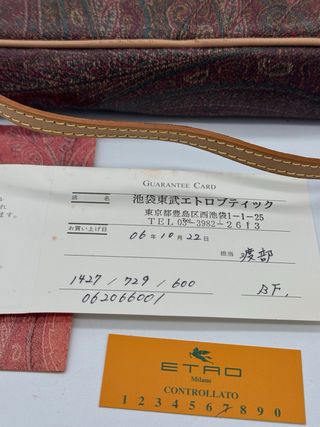 GUARANTEE CARD
店名 池袋東武エトロブティック
東京都豊島区西池袋1-1-25
TEL 03-3982-2613
お買い上げ日 06年10月22日
担当 渡部
1427/729/600 BF,
062066001
ETRO
Milano
CONTROLLATO
1 2 3 4 5 6 7 8 9 0